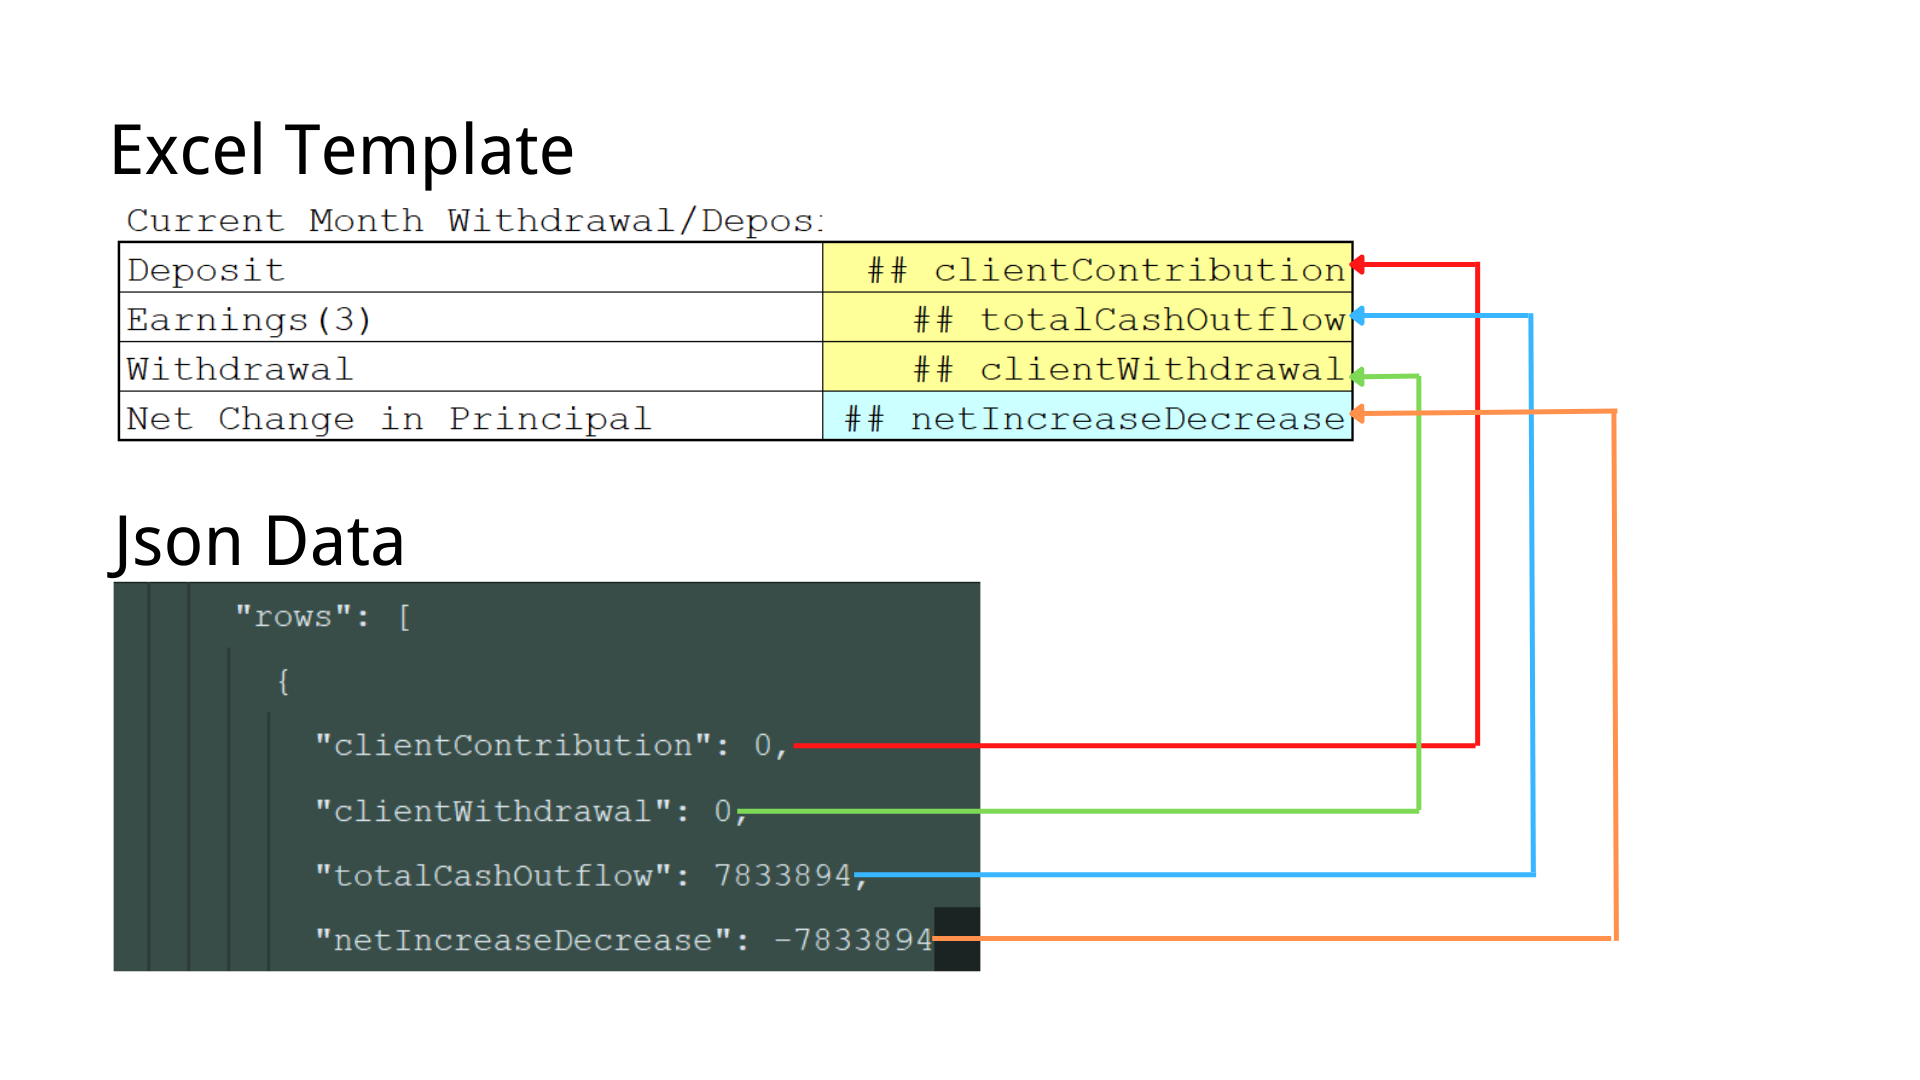 Excel Template
Current Month Withdrawal/Depos
Deposit ## clientContribution
Earnings(3) ## totalCashOutflow
Withdrawal ## clientWithdrawal
Net Change in Principal ## netIncreaseDecrease
Json Data
"rows": [
{
"clientContribution": 0,
"clientWithdrawal": 0,
"totalCashOutflow": 7833894,
"netIncreaseDecrease": -7833894